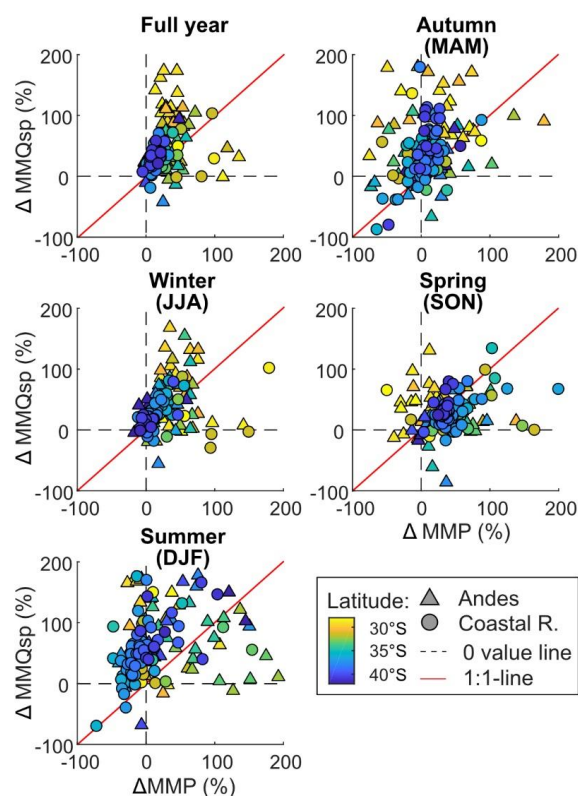 Full year
Autumn
(MAM)
Δ MMQsp (%)
200
100
0
-100
-100
0
100
200
200
100
0
-100
-100
0
100
200
Winter
(JJA)
Spring
(SON)
Δ MMQsp (%)
200
100
0
-100
-100
0
100
200
200
100
0
-100
-100
0
100
200
Δ MMP (%)
Summer
(DJF)
Δ MMQsp (%)
200
100
0
-100
-100
0
100
200
ΔMMP (%)
Latitude:
30°S
35°S
40°S
Andes
Coastal R.
0 value line
1:1-line